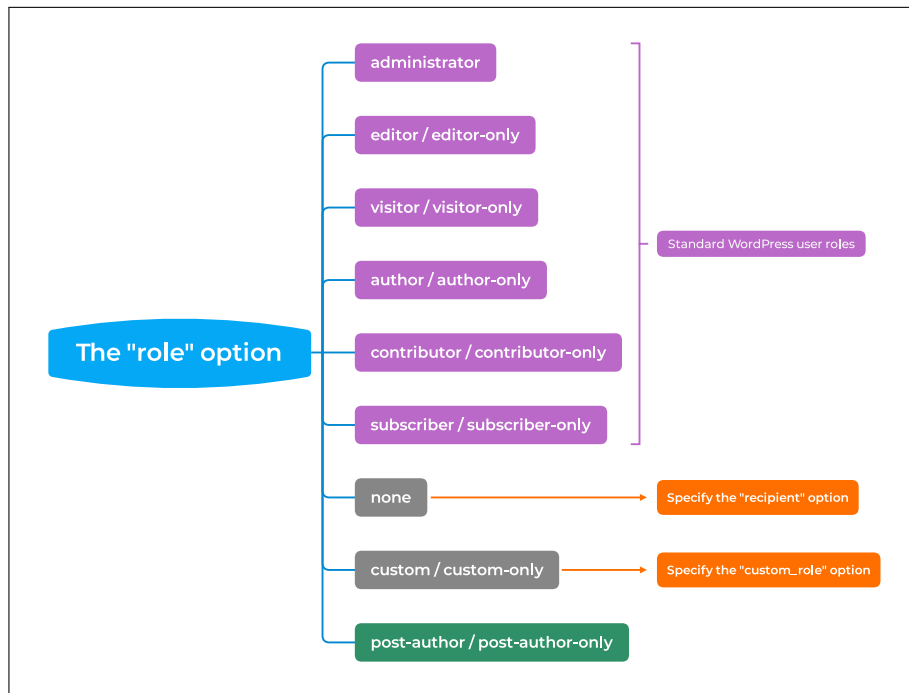 The "role" option
administrator
editor / editor-only
visitor / visitor-only
author / author-only
contributor / contributor-only
subscriber / subscriber-only
Standard WordPress user roles
none
Specify the "recipient" option
custom / custom-only
Specify the "custom_role" option
post-author / post-author-only